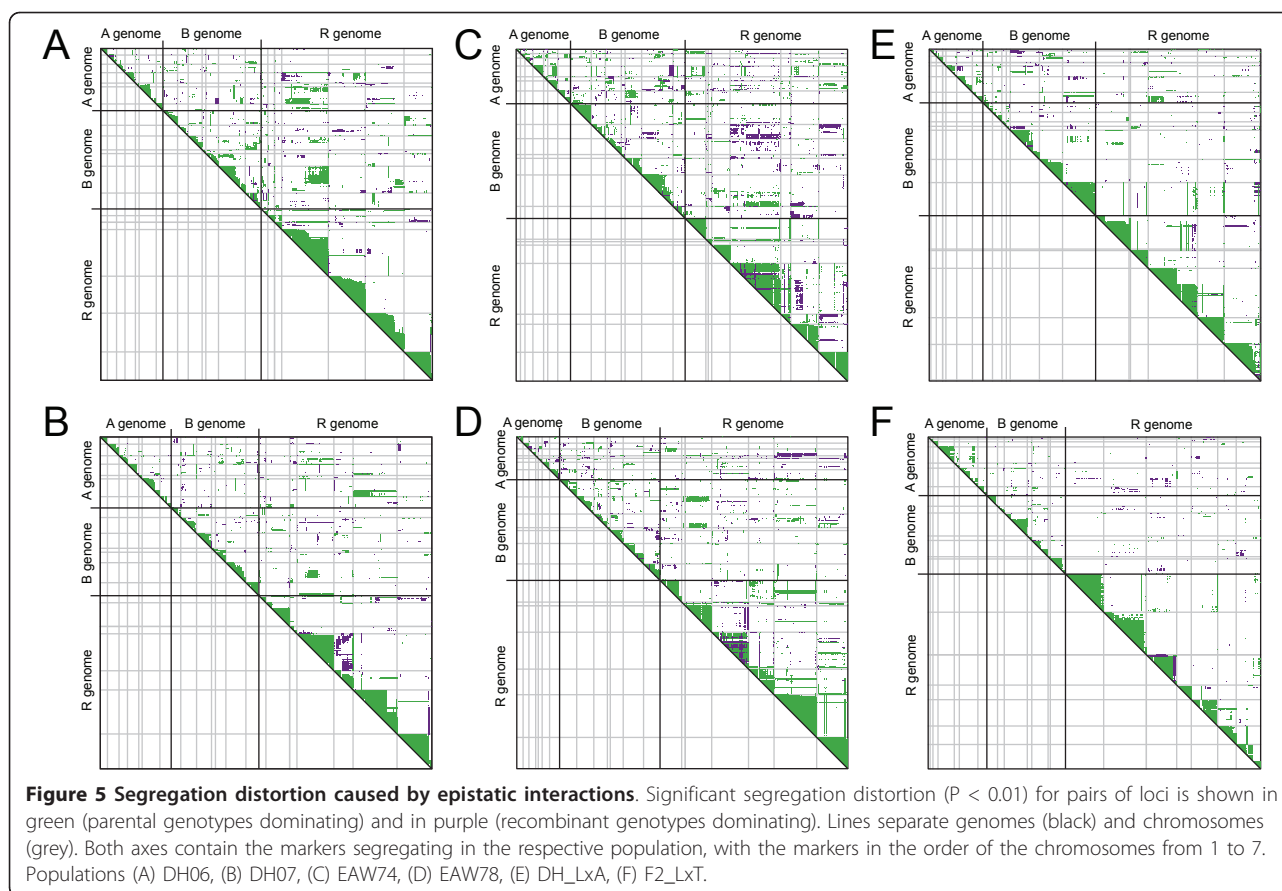 A
A genome B genome R genome
A genome
B genome
R genome
C
A genome B genome R genome
A genome
B genome
R genome
E
A genome B genome R genome
A genome
B genome
R genome
B
A genome B genome R genome
A genome
B genome
R genome
D
A genome B genome R genome
A genome
B genome
R genome
F
A genome B genome R genome
A genome
B genome
R genome
Figure 5 Segregation distortion caused by epistatic interactions. Significant segregation distortion (P < 0.01) for pairs of loci is shown in
green (parental genotypes dominating) and in purple (recombinant genotypes dominating). Lines separate genomes (black) and chromosomes
(grey). Both axes contain the markers segregating in the respective population, with the markers in the order of the chromosomes from 1 to 7.
Populations (A) DH06, (B) DH07, (C) EAW74, (D) EAW78, (E) DH_LxA, (F) F2_LxT.